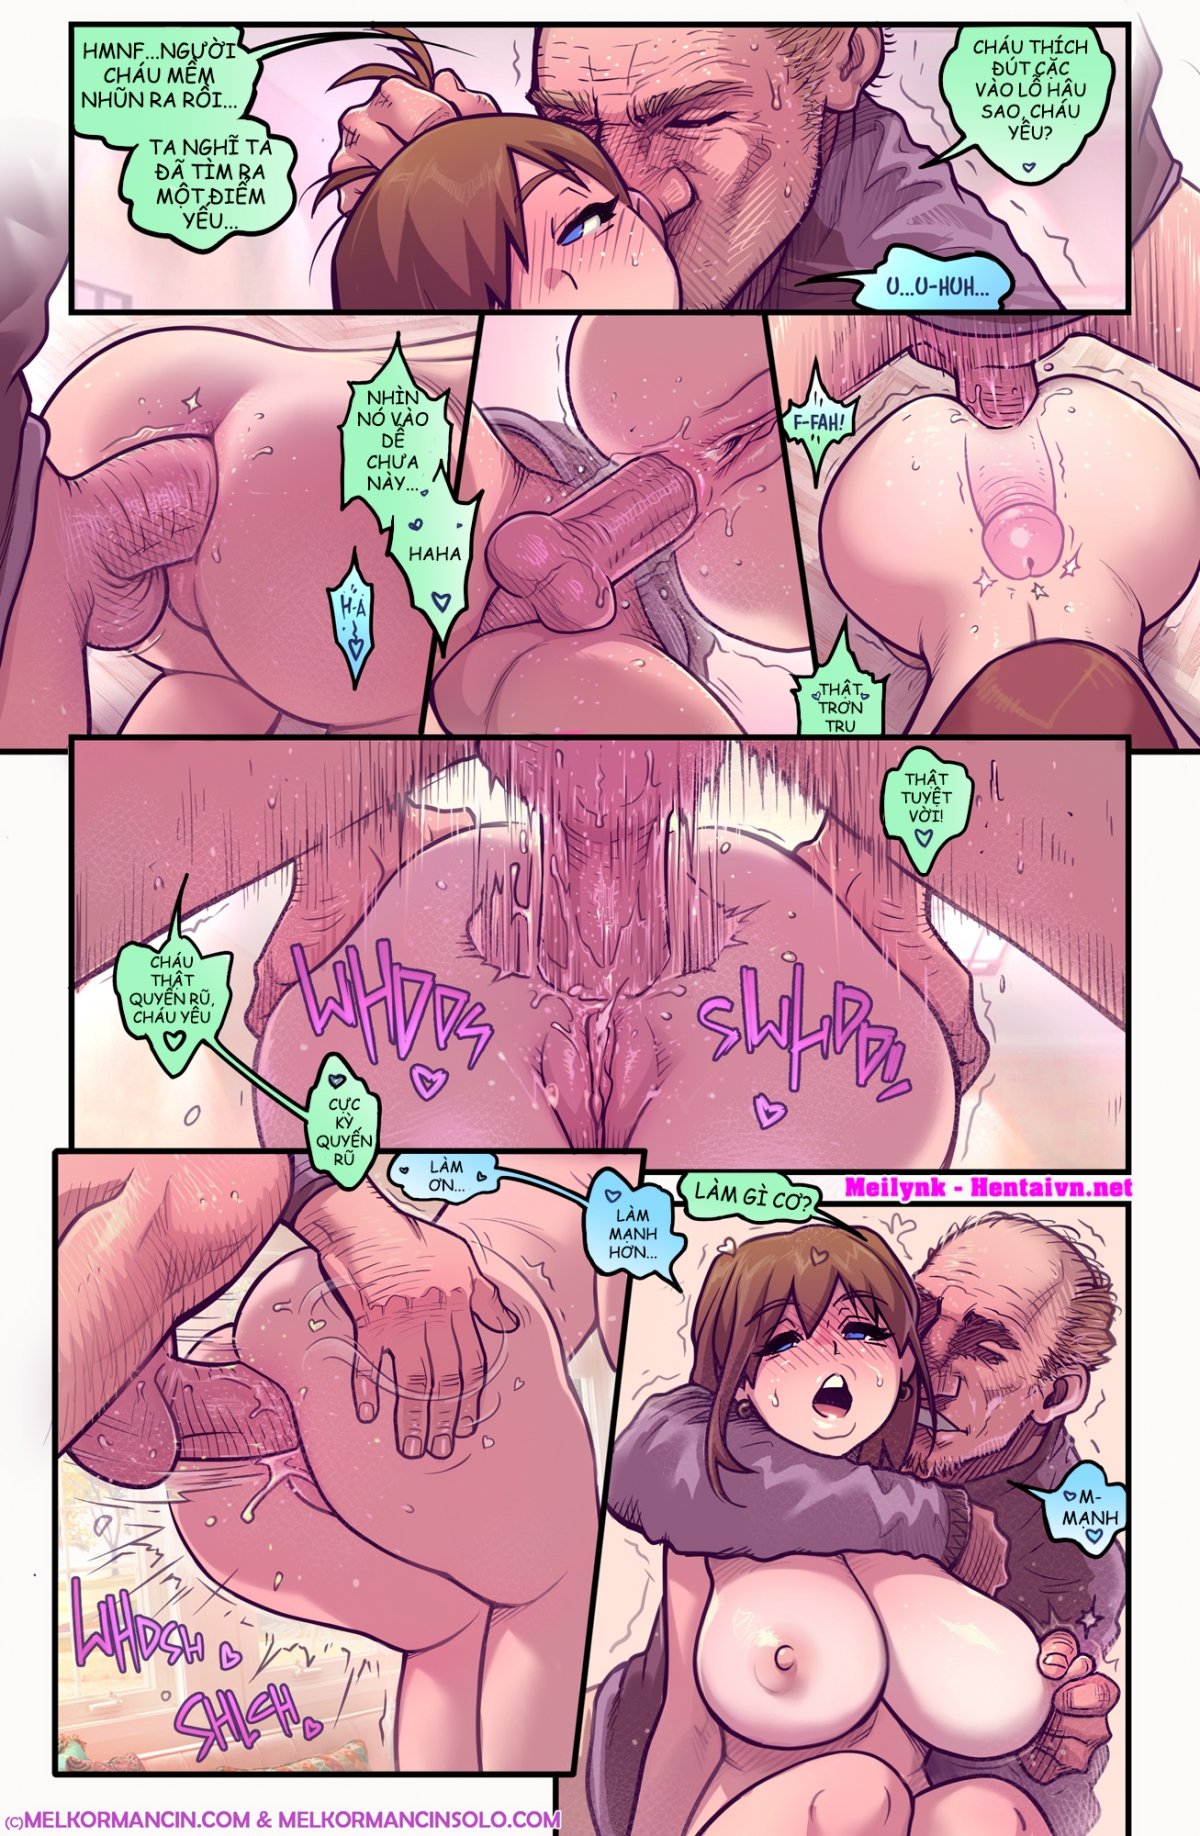 HMNF...NGƯỜI
CHÁU MỀM
NHŨN RA RỒI...
TA NGHĨ TA
ĐÃ TÌM RA
MỘT ĐIỂM
YẾU...
CHÁU THÍCH
ĐÚT CẶC
VÀO LỖ HẬU
SAO, CHÁU
YÊU?
U...U-HUH...
NHÌN
NÓ VÀO
DỄ
CHƯA
NÀY...
HAHA
H-Á
F-FAH!
THẬT
TRƠN
TRU
THẬT
TUYỆT
VỜI!
CHÁU
THẬT
QUYẾN RŨ,
CHÁU YÊU
CỰC
KỲ
QUYẾN
RŨ
WHOOS
SWLOO!
LÀM
ƠN...
LÀM
MẠNH
HƠN...
LÀM GÌ CƠ?
Meilynk - Hentaivn.net
M-
MẠNH
WHOSH
SHLCH
(C)MELKORMANCIN.COM & MELKORMANCINSOLO.COM